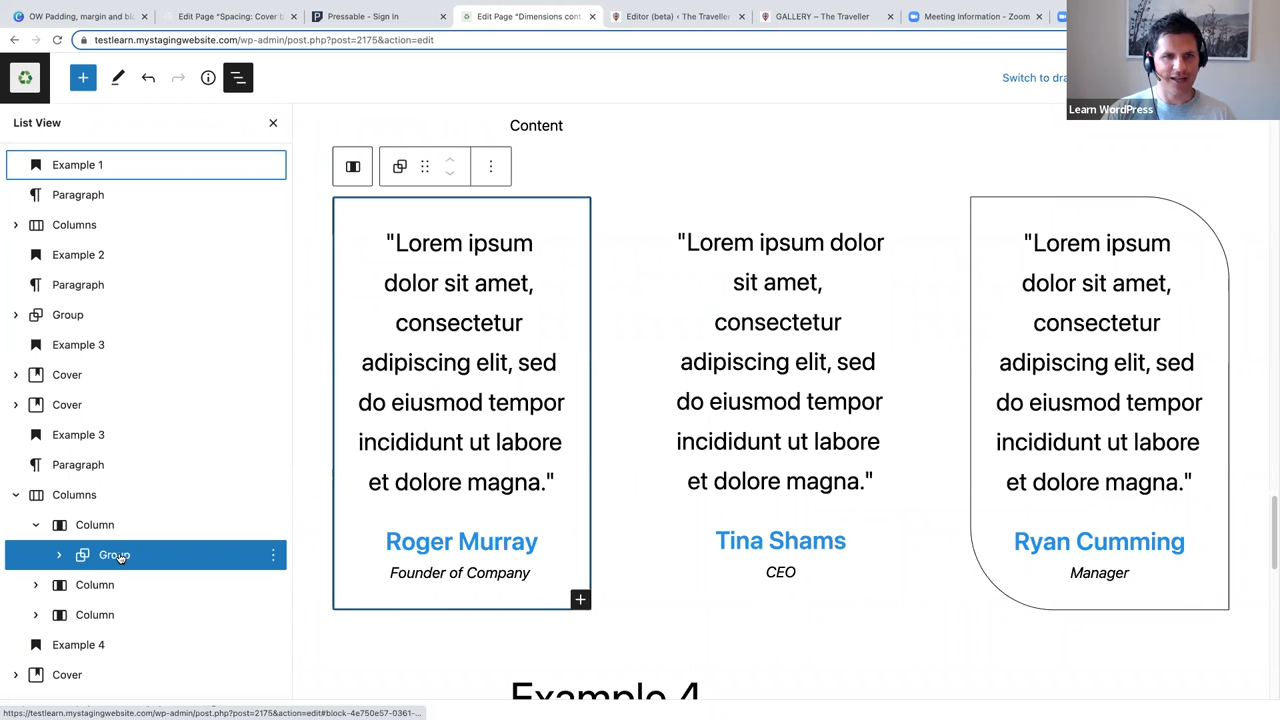 OW Padding, margin and blo
Edit Page "Spacing: Cover b
Pressable - Sign In
Edit Page "Dimensions cont
Editor (beta) ‹ The Traveller
GALLERY – The Traveller
Meeting Information - Zoom
testlearn.mystagingwebsite.com/wp-admin/post.php?post=2175&action=edit
Switch to dra
Learn WordPress
List View
Example 1
Paragraph
Columns
Example 2
Paragraph
Group
Example 3
Cover
Cover
Example 3
Paragraph
Columns
Column
Group
Column
Column
Example 4
Cover
Content
"Lorem ipsum
dolor sit amet,
consectetur
adipiscing elit, sed
do eiusmod tempor
incididunt ut labore
et dolore magna."
Roger Murray
Founder of Company
"Lorem ipsum dolor
sit amet,
consectetur
adipiscing elit, sed
do eiusmod tempor
incididunt ut labore
et dolore magna."
Tina Shams
CEO
"Lorem ipsum
dolor sit amet,
consectetur
adipiscing elit, sed
do eiusmod tempor
incididunt ut labore
et dolore magna."
Ryan Cumming
Manager
Example 4
https://testlearn.mystagingwebsite.com/wp-admin/post.php?post=2175&action=edit#block-4e750e57-0361-...